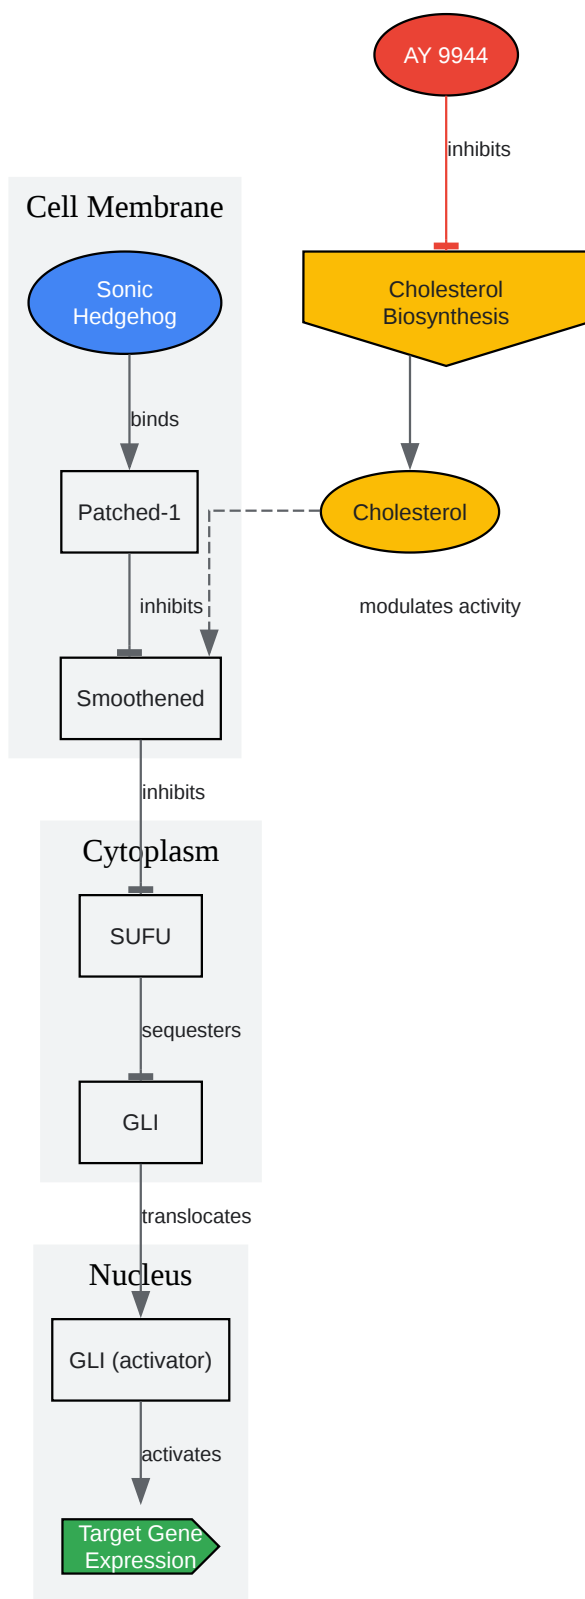 AY 9944
inhibits
Cell Membrane
Sonic
Hedgehog
Cholesterol
Biosynthesis
binds
Patched-1
Cholesterol
inhibits
modulates activity
Smoothened
inhibits
Cytoplasm
SUFU
sequesters
GLI
translocates
Nucleus
GLI (activator)
activates
Target Gene
Expression